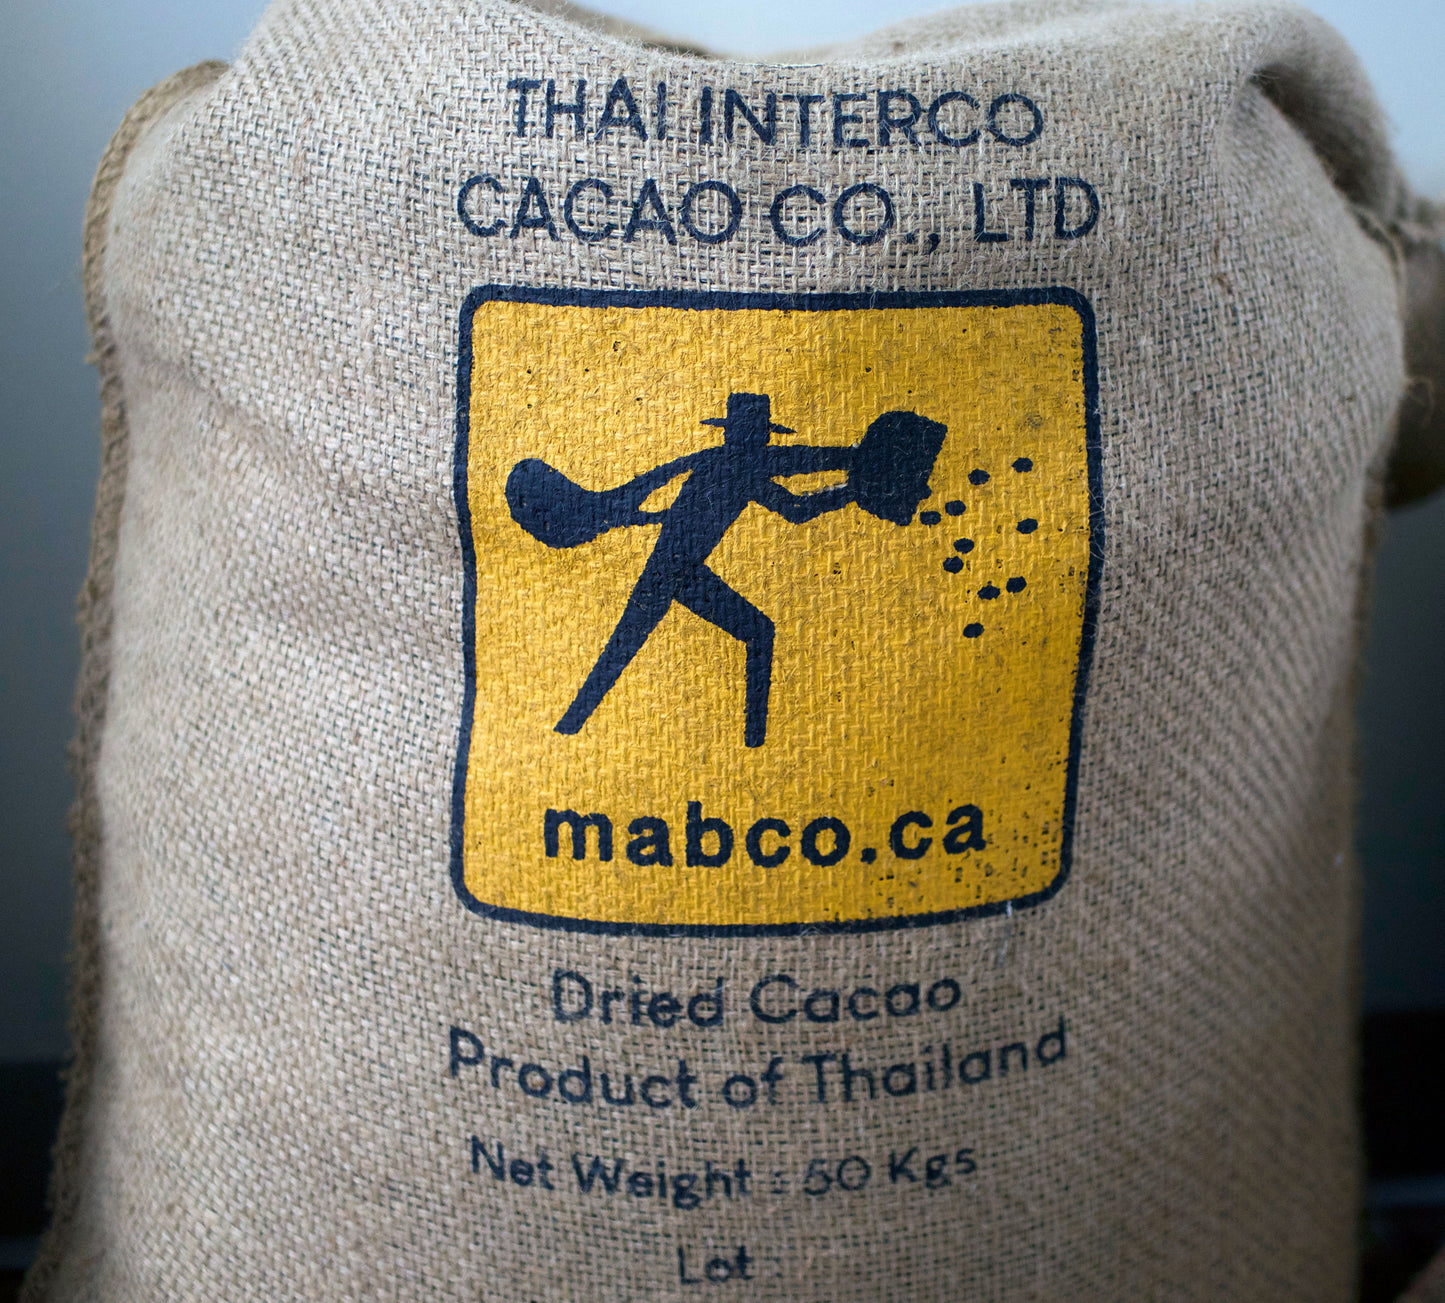 THAI INTERCO
CACAO CO., LTD
mabco.ca
Dried Cacao
Product of Thailand
Net Weight : 50 Kgs
Lot :